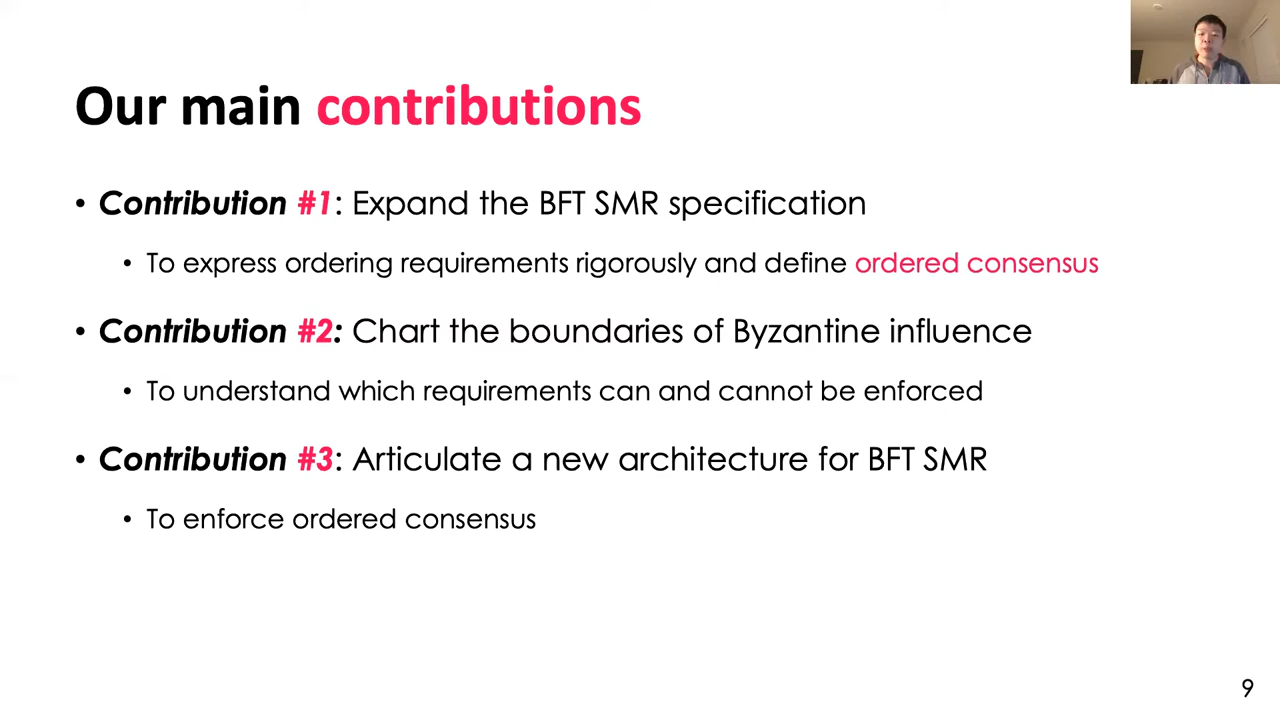 Our main contributions
• Contribution #1: Expand the BFT SMR specification
• To express ordering requirements rigorously and define ordered consensus
• Contribution #2: Chart the boundaries of Byzantine influence
• To understand which requirements can and cannot be enforced
• Contribution #3: Articulate a new architecture for BFT SMR
• To enforce ordered consensus
9